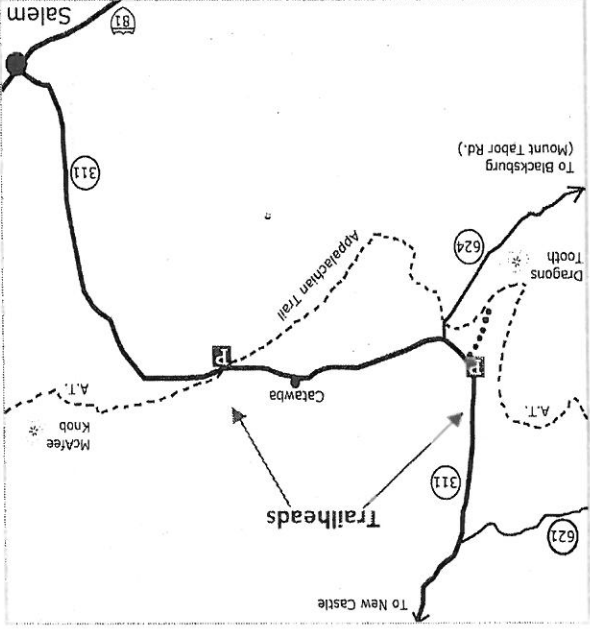 To New Castle
621
Trailheads
311
McAfee
Knob
A.T.
A.T.
Catawba
P
P
Dragons
Tooth
624
Appalachian Trail
To Blacksburg
(Mount Tabor Rd.)
311
81
Salem